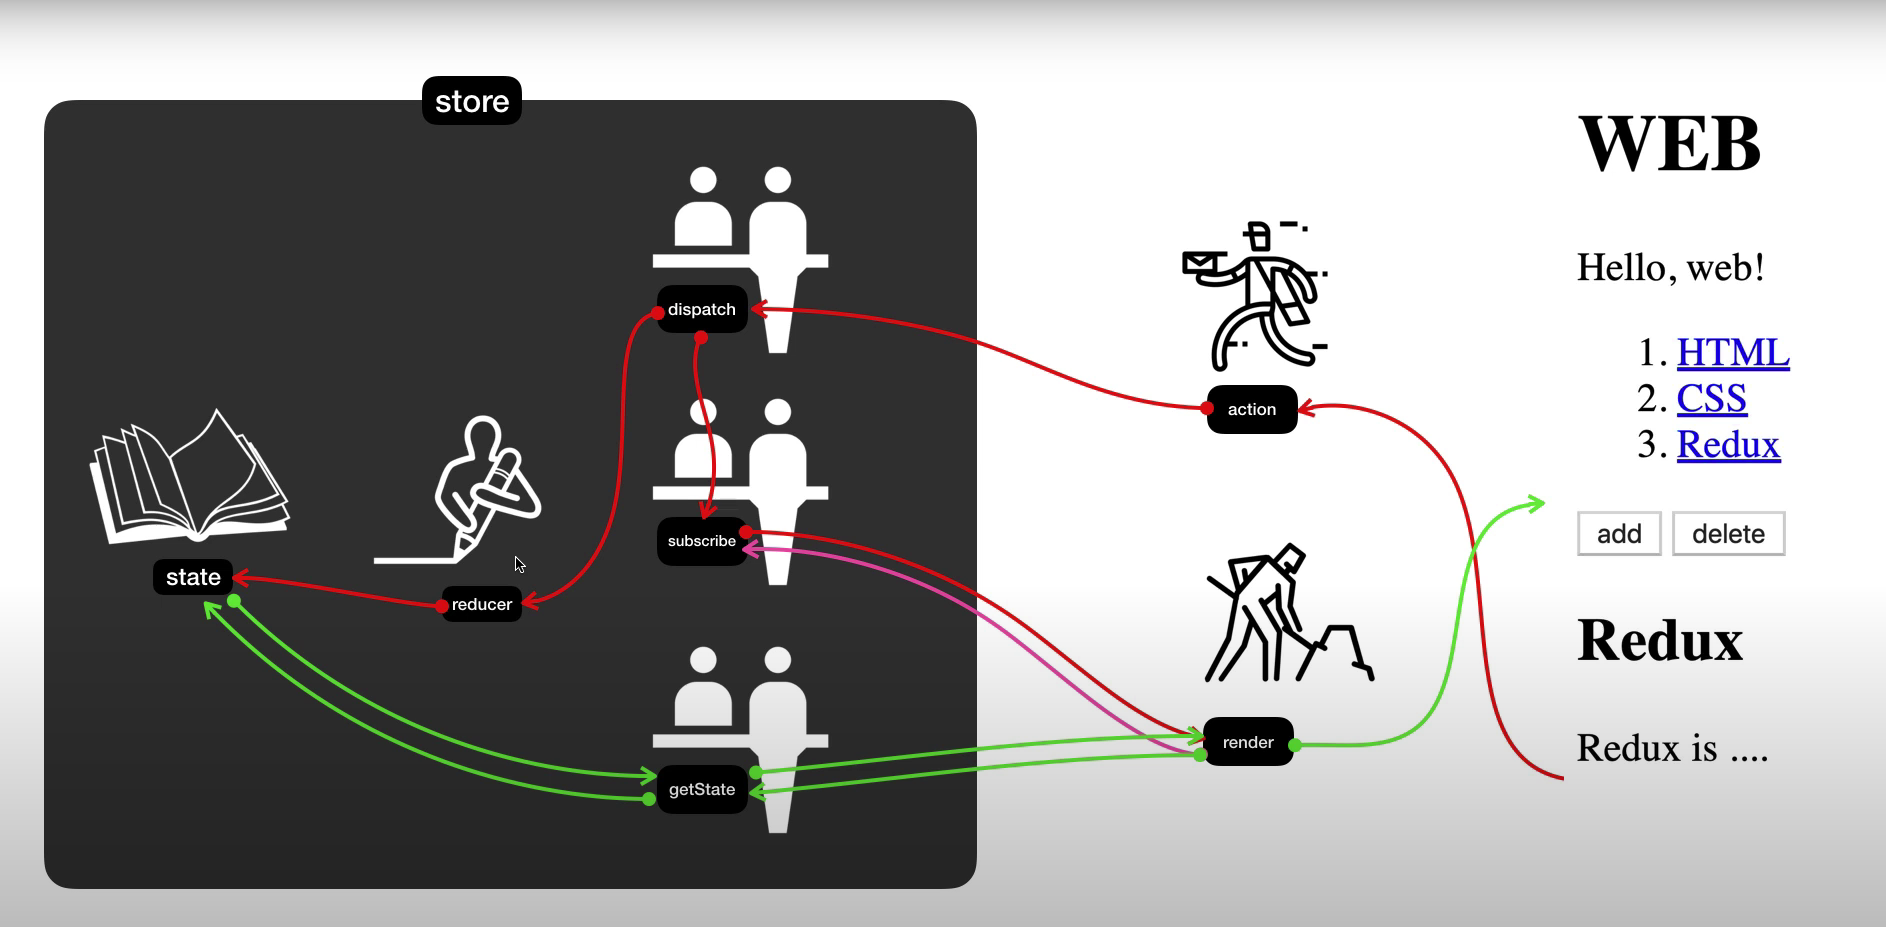 store
dispatch
subscribe
state
reducer
getState
action
render
WEB
Hello, web!
1. HTML
2. CSS
3. Redux
add delete
Redux
Redux is ....